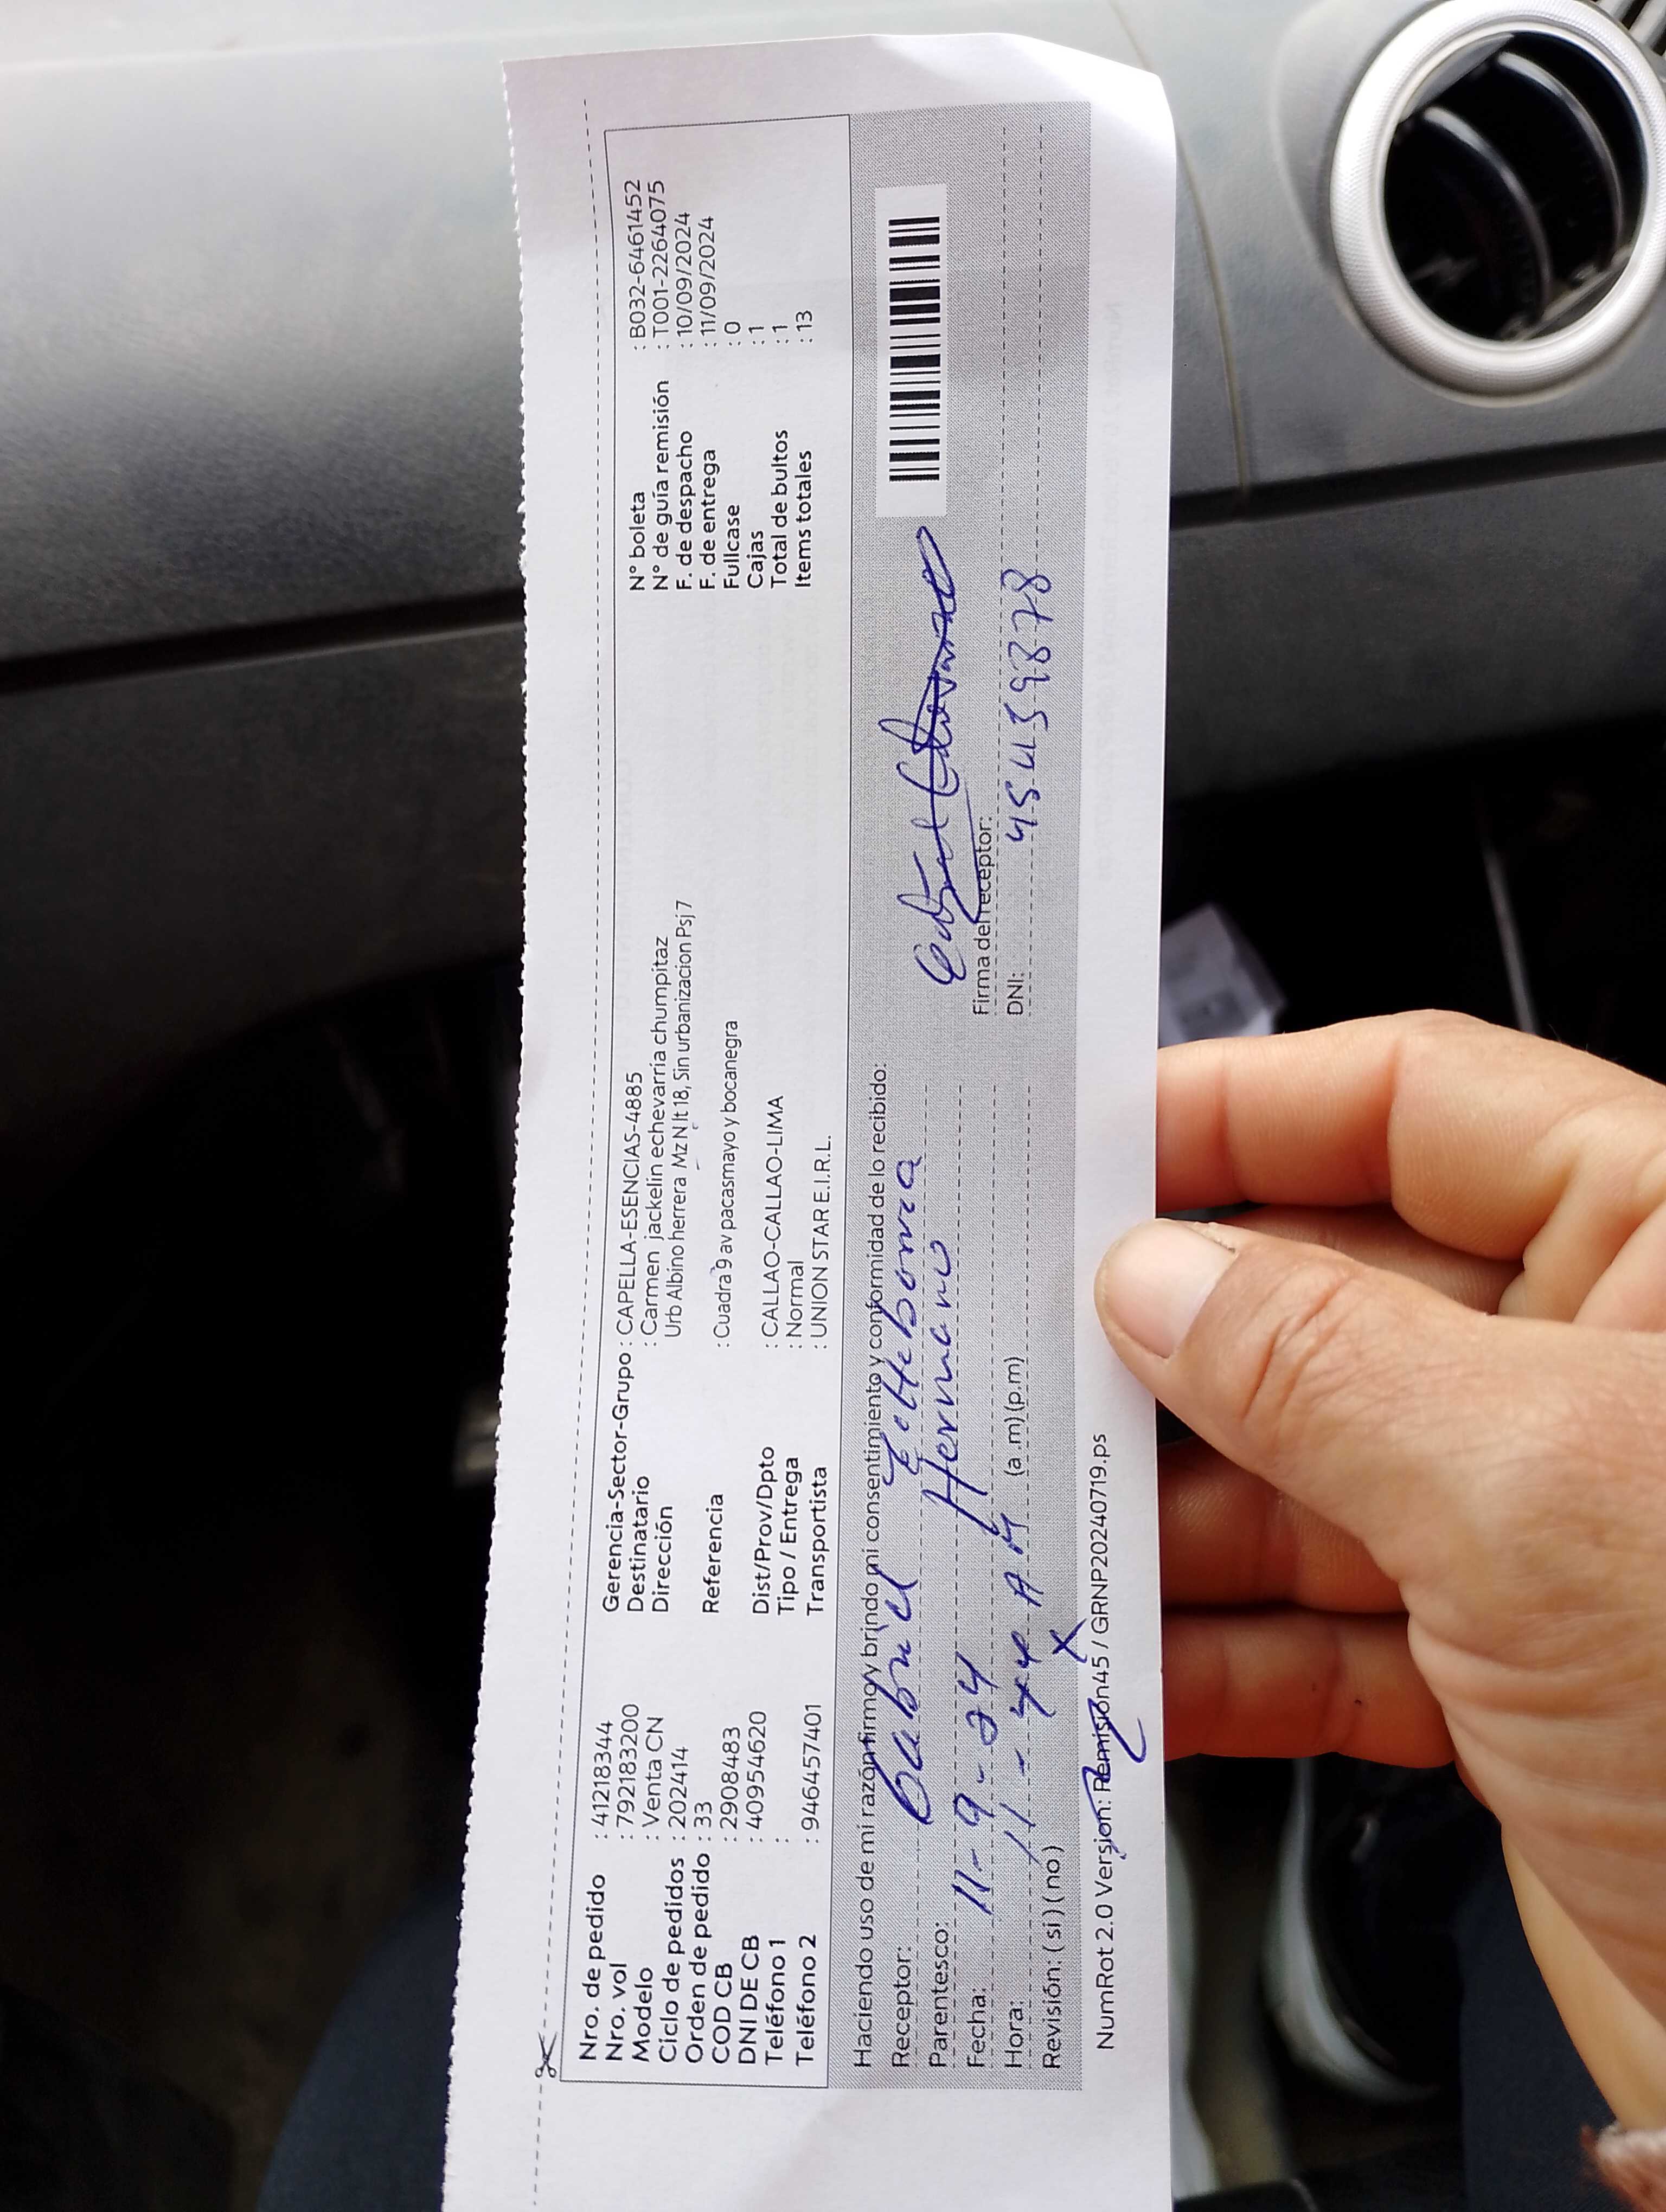 Nro. de pedido : 41218344
Nro. vol : 792183200
Modelo : Venta CN
Ciclo de pedidos : 202414
Orden de pedido : 33
COD CB : 2908483
DNI DE CB : 40954620
Teléfono 1 :
Teléfono 2 : 946457401
Gerencia-Sector-Grupo : CAPELLA-ESENCIAS-4885
Destinatario : Carmen jackelin echevarria chumpitaz
Dirección Urb Albino herrera Mz N lt 18, Sin urbanizacion Psj 7
Referencia : Cuadra 9 av pacasmayo y bocanegra
Dist/Prov/Dpto : CALLAO-CALLAO-LIMA
Tipo / Entrega : Normal
Transportista : UNION STAR E.I.R.L.
N° boleta : B032-6461452
N° de guía remisión : T001-2264075
F. de despacho : 10/09/2024
F. de entrega : 11/09/2024
Fullcase : 0
Cajas : 1
Total de bultos : 1
Items totales : 13
Haciendo uso de mi razón firmo y brindo mi consentimiento y conformidad de lo recibido:
Receptor: Gabriel
Parentesco: Hermano
Fecha: 11-9-24
Hora: 11 - AM (a.m) (p.m)
Revisión: (si) (no) X
Firma del receptor:
DNI: 45459878
NumRot 2.0 Version: Remisión45 / GRNP20240719.ps